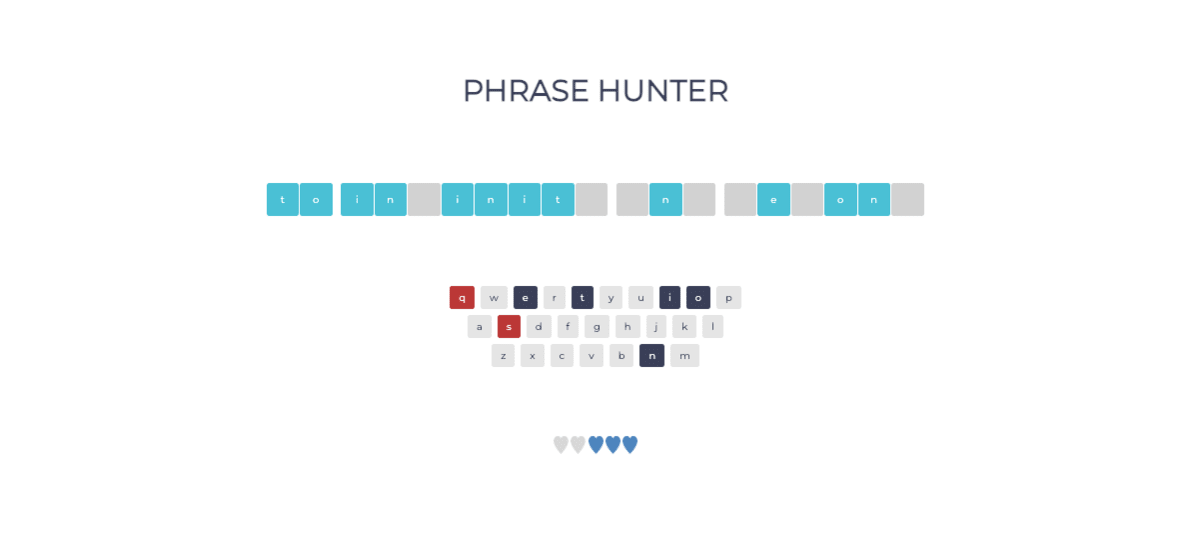 PHRASE HUNTER
t o i n i n i t n e o n
q w e r t y u i o p
a s d f g h j k l
z x c v b n m